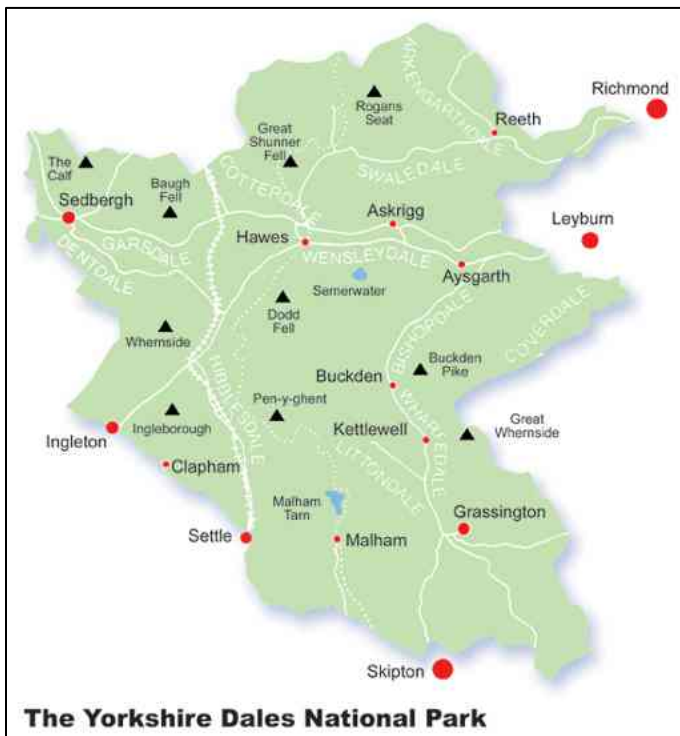 Richmond
ARKENGARTHDALE
Rogans
Seat
Reeth
Great
Shunner
Fell
The
Calf
SWALEDALE
COTTERDALE
Baugh
Fell
Sedbergh
Askrigg
Leyburn
Hawes
GARSDALE
WENSLEYDALE
DENTDALE
Aysgarth
Semerwater
Dodd
Fell
BISHOPDALE
COVERDALE
Whernside
Buckden
Pike
Buckden
RIBBLESDALE
Pen-y-ghent
WHARFEDALE
Great
Whernside
Ingleton
Ingleborough
Kettlewell
LITTONDALE
Clapham
Malham
Tarn
Grassington
Settle
Malham
Skipton
The Yorkshire Dales National Park